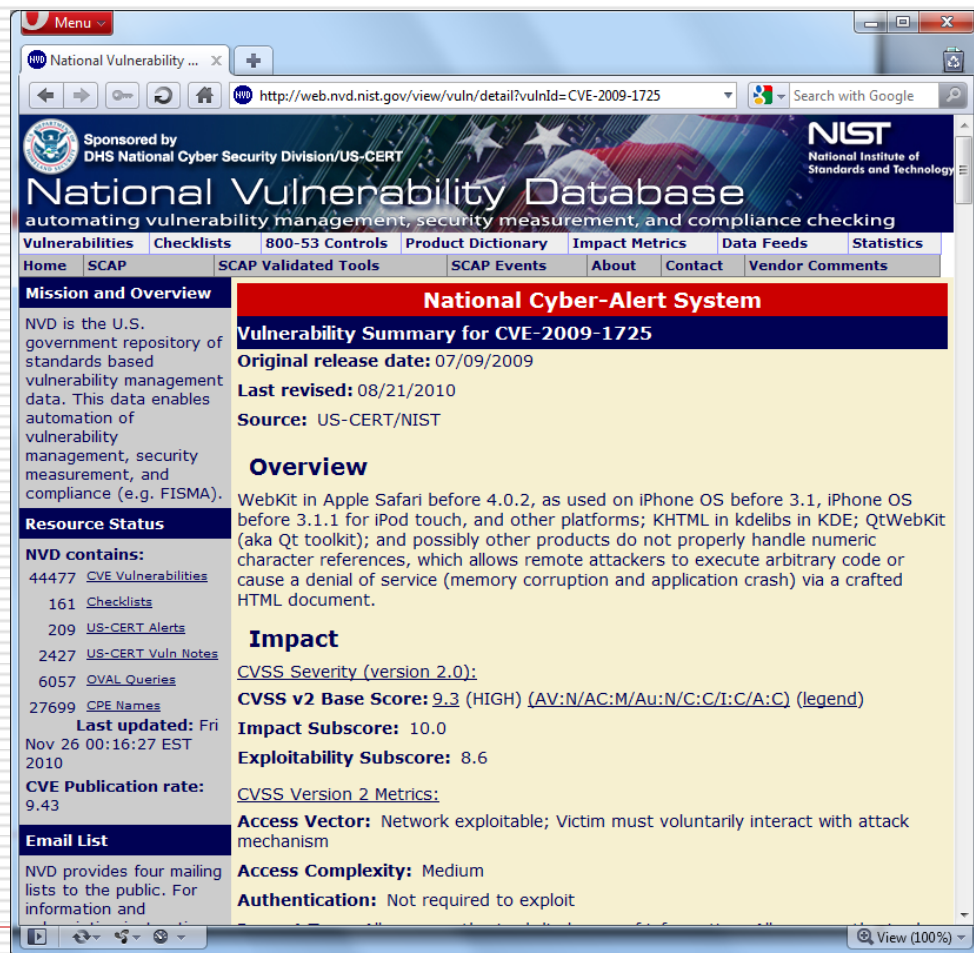 Menu
National Vulnerability ...
http://web.nvd.nist.gov/view/vuln/detail?vulnId=CVE-2009-1725
Search with Google
Sponsored by
DHS National Cyber Security Division/US-CERT
NIST
National Institute of
Standards and Technology
National Vulnerability Database
automating vulnerability management, security measurement, and compliance checking
Vulnerabilities Checklists 800-53 Controls Product Dictionary Impact Metrics Data Feeds Statistics
Home SCAP SCAP Validated Tools SCAP Events About Contact Vendor Comments
Mission and Overview
NVD is the U.S.
government repository of
standards based
vulnerability management
data. This data enables
automation of
vulnerability
management, security
measurement, and
compliance (e.g. FISMA).
Resource Status
NVD contains:
44477 CVE Vulnerabilities
161 Checklists
209 US-CERT Alerts
2427 US-CERT Vuln Notes
6057 OVAL Queries
27699 CPE Names
Last updated: Fri
Nov 26 00:16:27 EST
2010
CVE Publication rate:
9.43
Email List
NVD provides four mailing
lists to the public. For
information and
National Cyber-Alert System
Vulnerability Summary for CVE-2009-1725
Original release date: 07/09/2009
Last revised: 08/21/2010
Source: US-CERT/NIST
Overview
WebKit in Apple Safari before 4.0.2, as used on iPhone OS before 3.1, iPhone OS
before 3.1.1 for iPod touch, and other platforms; KHTML in kdelibs in KDE; QtWebKit
(aka Qt toolkit); and possibly other products do not properly handle numeric
character references, which allows remote attackers to execute arbitrary code or
cause a denial of service (memory corruption and application crash) via a crafted
HTML document.
Impact
CVSS Severity (version 2.0):
CVSS v2 Base Score: 9.3 (HIGH) (AV:N/AC:M/Au:N/C:C/I:C/A:C) (legend)
Impact Subscore: 10.0
Exploitability Subscore: 8.6
CVSS Version 2 Metrics:
Access Vector: Network exploitable; Victim must voluntarily interact with attack
mechanism
Access Complexity: Medium
Authentication: Not required to exploit
View (100%)